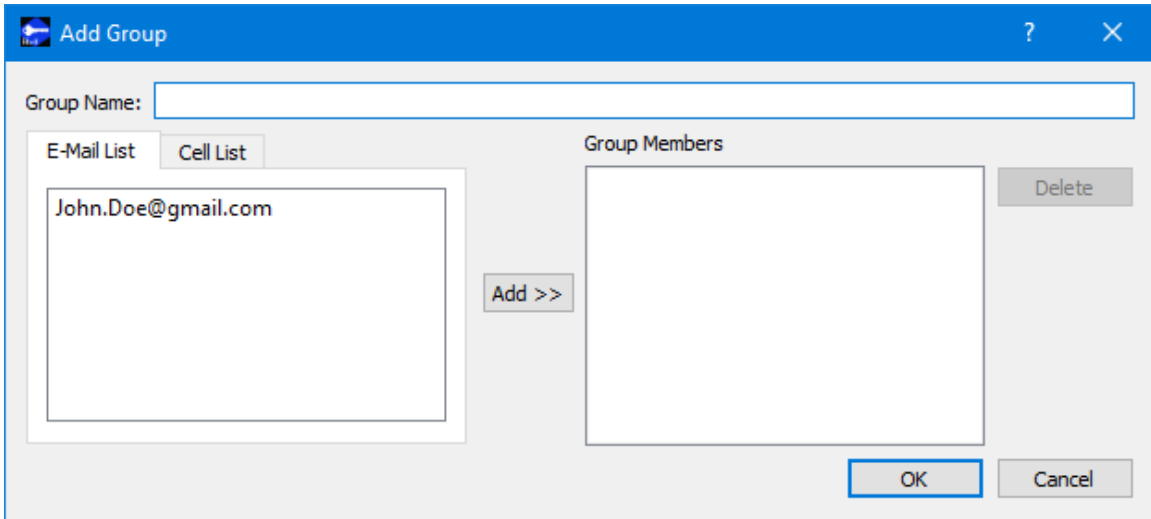 Add Group
?
Group Name:
E-Mail List
Cell List
Group Members
John.Doe@gmail.com
Delete
Add >>
OK
Cancel